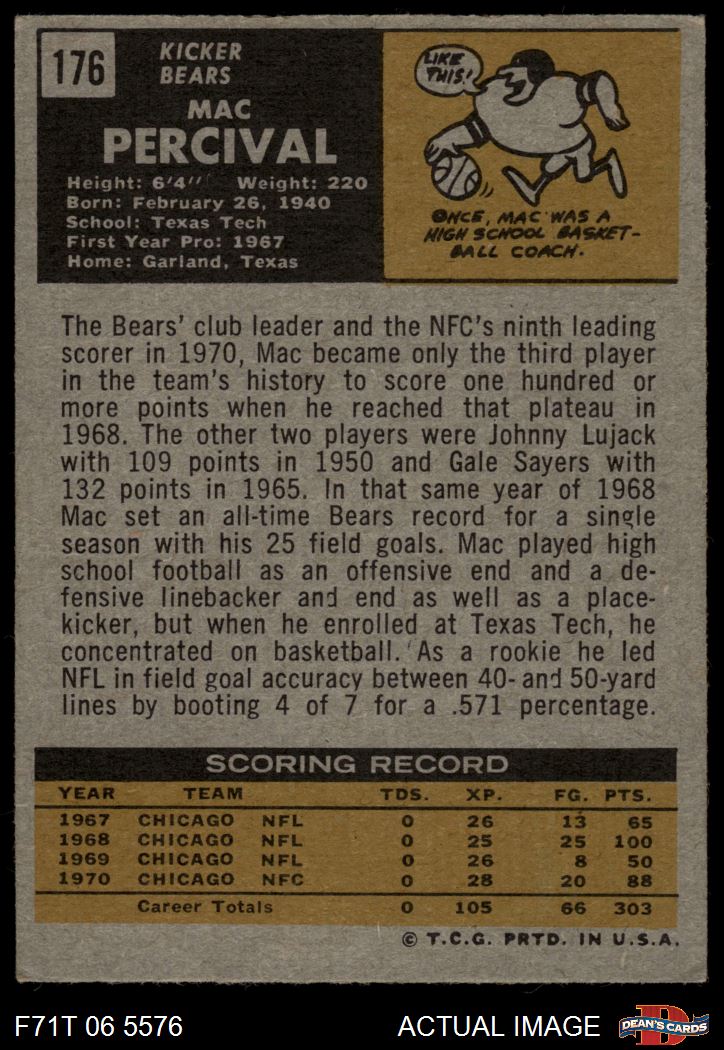 176
KICKER
BEARS
MAC
PERCIVAL
Height: 6'4" Weight: 220
Born: February 26, 1940
School: Texas Tech
First Year Pro: 1967
Home: Garland, Texas
LIKE
THIS!
ONCE, MAC WAS A
HIGH SCHOOL BASKET-
BALL COACH.
The Bears' club leader and the NFC's ninth leading
scorer in 1970, Mac became only the third player
in the team's history to score one hundred or
more points when he reached that plateau in
1968. The other two players were Johnny Lujack
with 109 points in 1950 and Gale Sayers with
132 points in 1965. In that same year of 1968
Mac set an all-time Bears record for a single
season with his 25 field goals. Mac played high
school football as an offensive end and a de-
fensive linebacker and end as well as a place-
kicker, but when he enrolled at Texas Tech, he
concentrated on basketball. As a rookie he led
NFL in field goal accuracy between 40- and 50-yard
lines by booting 4 of 7 for a .571 percentage.
SCORING RECORD
YEAR TEAM TDS. XP. FG. PTS.
1967 CHICAGO NFL 0 26 13 65
1968 CHICAGO NFL 0 25 25 100
1969 CHICAGO NFL 0 26 8 50
1970 CHICAGO NFC 0 28 20 88
Career Totals 0 105 66 303
© T.C.G. PRTD. IN U.S.A.
F71T 06 5576 ACTUAL IMAGE
D
DEAN'S CARDS